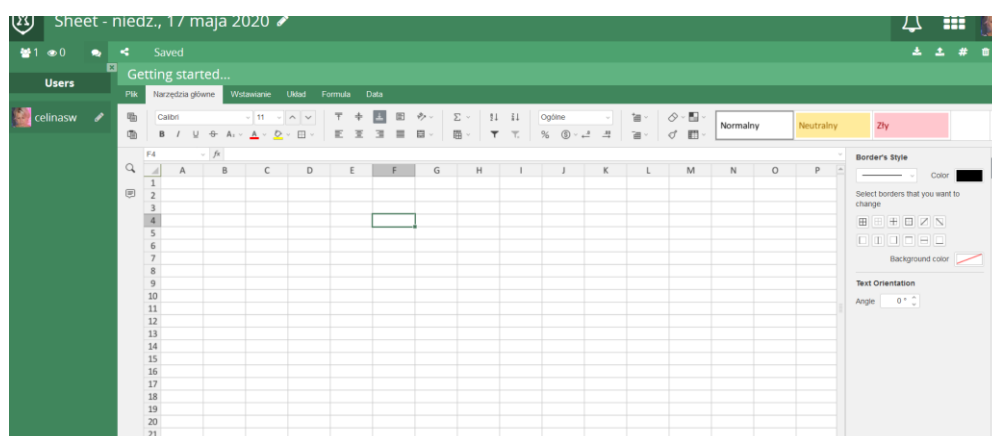 Sheet - niedz., 17 maja 2020
1 0 Saved
Users
Getting started...
Plik Narzędzia główne Wstawianie Układ Formuła Data
celinasw
Calibri 11 Ogólne
B I U A Σ % Normalny Neutralny Zły
F4 fx
A B C D E F G H I J K L M N O P
Border's Style
Color
Select borders that you want to
change
Background color
Text Orientation
Angle 0 °
1
2
3
4
5
6
7
8
9
10
11
12
13
14
15
16
17
18
19
20
21